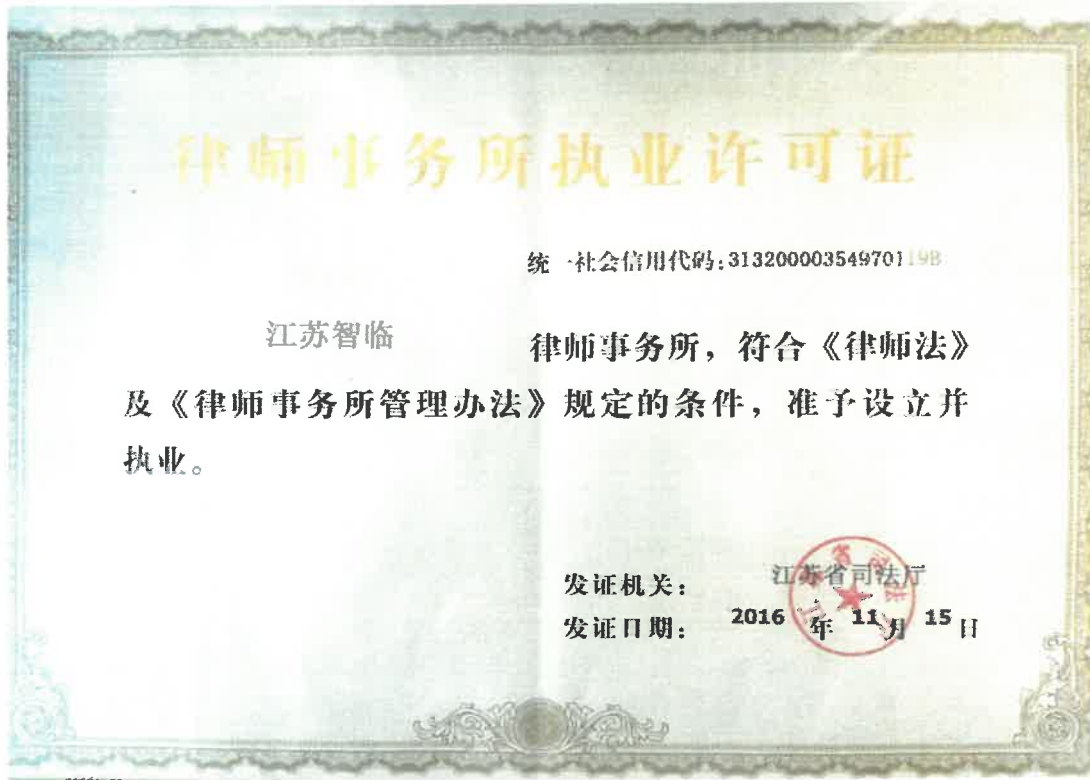 律师事务所执业许可证
统一社会信用代码:31320000354970119B
江苏智临 律师事务所，符合《律师法》
及《律师事务所管理办法》规定的条件，准予设立并
执业。
发证机关： 江苏省司法厅
发证日期： 2016 年 11 月 15 日